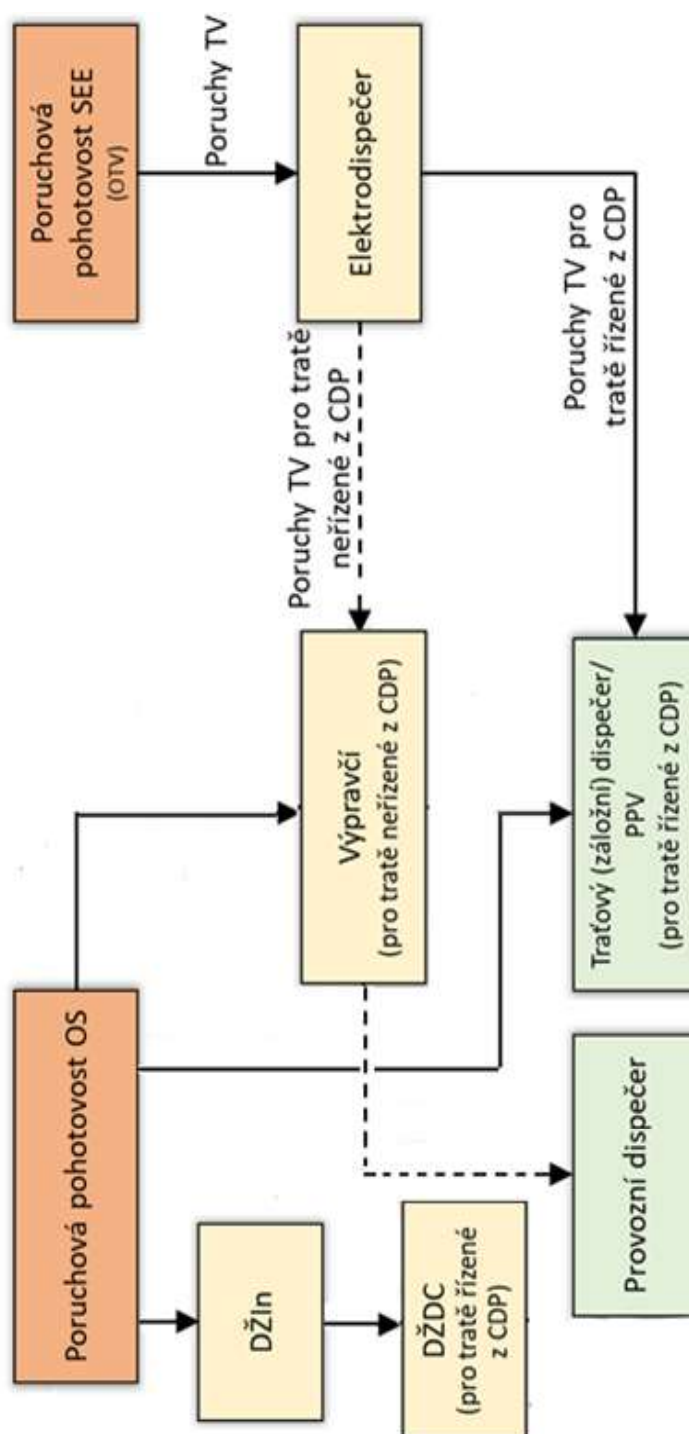 Poruchová pohotovost OS
Poruchová
pohotovost SEE
(OTV)
Poruchy TV
DŽIn
Výpravčí
(pro tratě neřízené z CDP)
Poruchy TV pro tratě
neřízené z CDP
Elektrodispečer
DŽDC
(pro tratě řízené
z CDP)
Poruchy TV pro
tratě řízené z CDP
Provozní dispečer
Traťový (záložní) dispečer/
PPV
(pro tratě řízené z CDP)